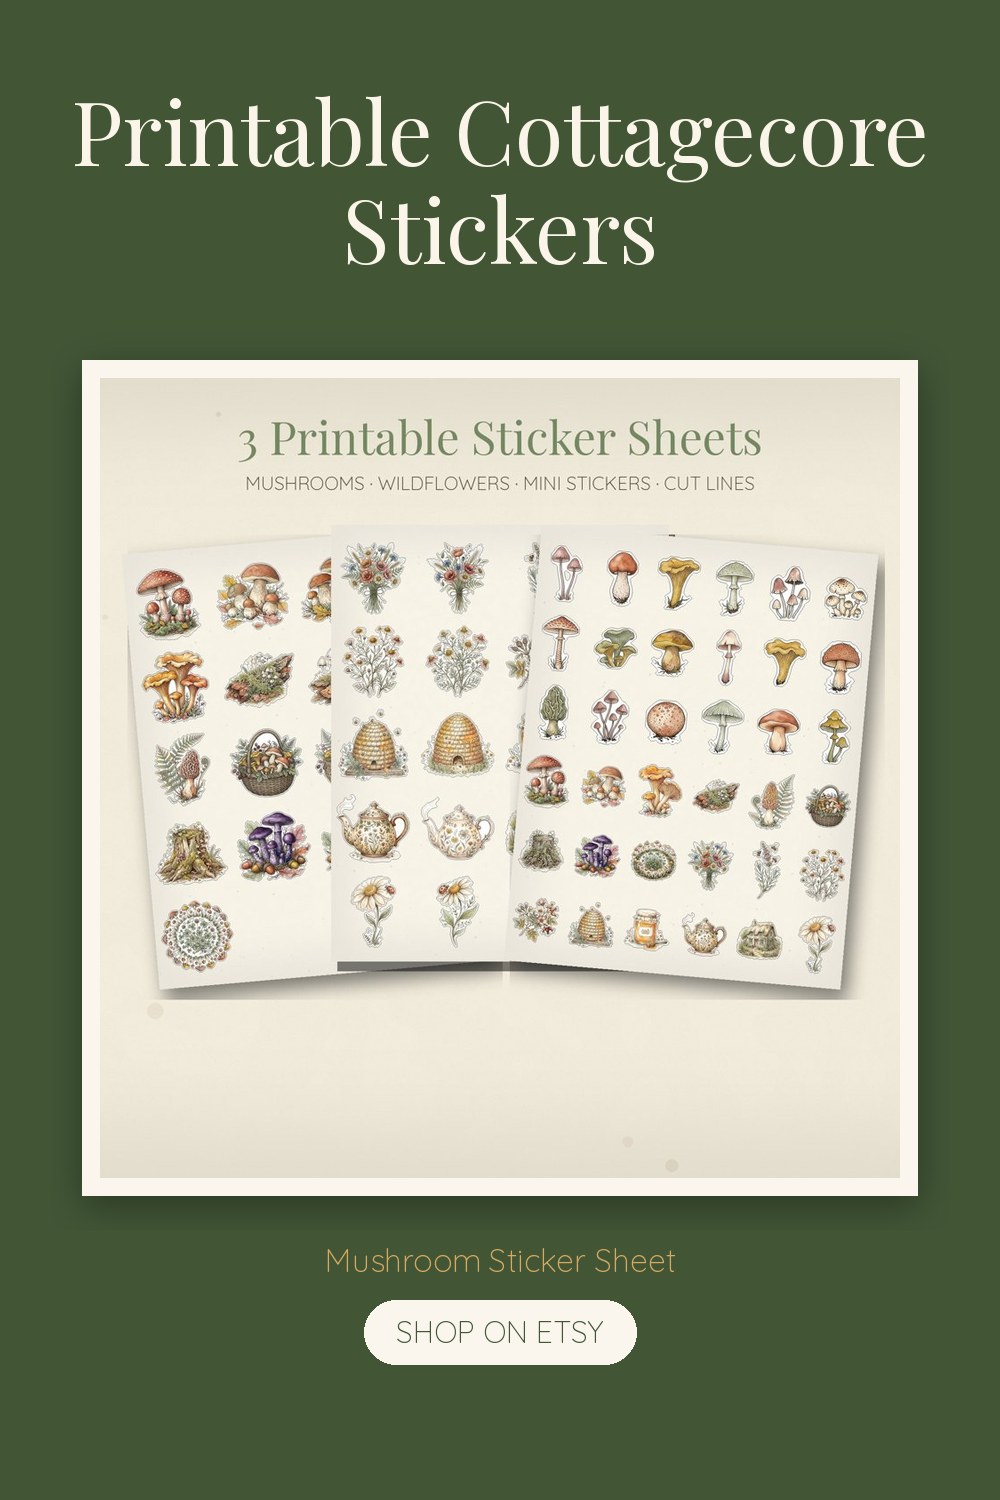 Printable Cottagecore
Stickers
3 Printable Sticker Sheets
MUSHROOMS · WILDFLOWERS · MINI STICKERS · CUT LINES
Mushroom Sticker Sheet
SHOP ON ETSY